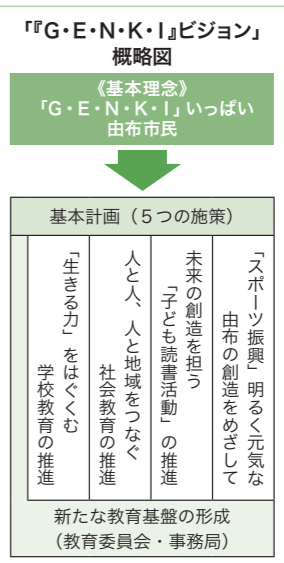 「『G・E・N・K・I』ビジョン」
概略図
《基本理念》
「G・E・N・K・I」いっぱい
由布市民
基本計画（５つの施策）
「生きる力」をはぐくむ
学校教育の推進
人と人、人と地域をつなぐ
社会教育の推進
未来の創造を担う
「子ども読書活動」の推進
「スポーツ振興」明るく元気な
由布の創造をめざして
新たな教育基盤の形成
（教育委員会・事務局）